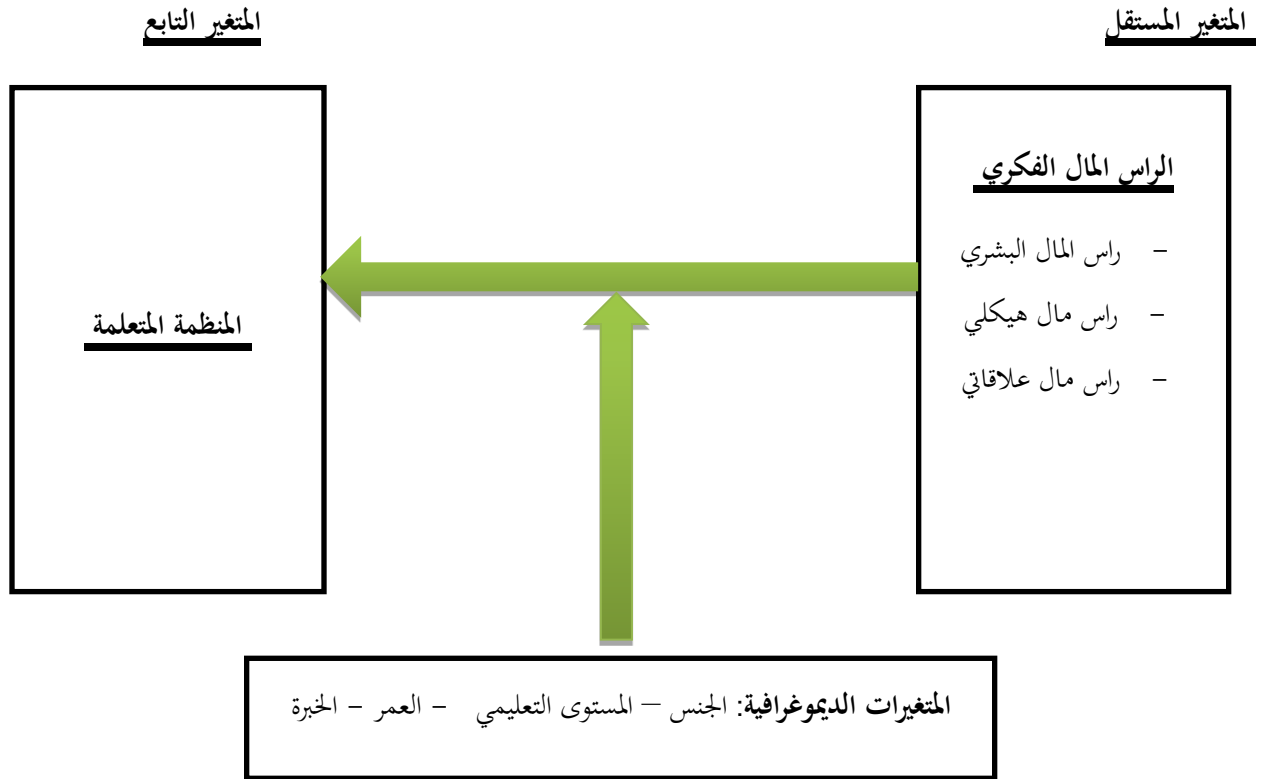 المتغير المستقل
المتغير التابع
الراس المال الفكري
- راس المال البشري
- راس مال هيكلي
- راس مال علاقاتي
المنظمة المتعلمة
المتغيرات الديموغرافية: الجنس – المستوى التعليمي - العمر - الخبرة